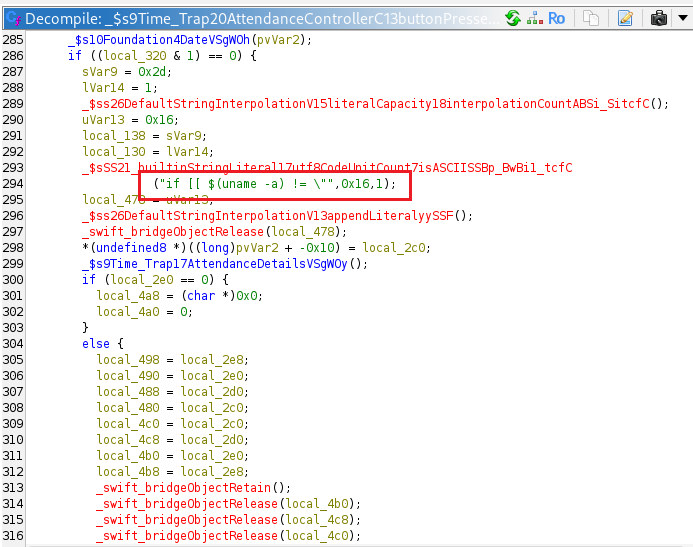 Decompile: _$s9Time_Trap20AttendanceControllerC13buttonPresse...
Ro
285 _$s10Foundation4DateVSgWOh(pvVar2);
286 if ((local_320 & 1) == 0) {
287 sVar9 = 0x2d;
288 lVar14 = 1;
289 _$ss26DefaultStringInterpolationV15literalCapacity18interpolationCountABSi_SitcfC();
290 uVar13 = 0x16;
291 local_138 = sVar9;
292 local_130 = lVar14;
293 _$sSS21_builtinStringLiteral17utf8CodeUnitCount7isASCIISSBp_BwBi1_tcfC
294 ("if [[ $(uname -a) != \"",0x16,1);
295 local_478 = uVar13;
296 _$ss26DefaultStringInterpolationV13appendLiteralyySSF();
297 _swift_bridgeObjectRelease(local_478);
298 *(undefined8 *)((long)pvVar2 + -0x10) = local_2c0;
299 _$s9Time_Trap17AttendanceDetailsVSgWOy();
300 if (local_2e0 == 0) {
301 local_4a8 = (char *)0x0;
302 local_4a0 = 0;
303 }
304 else {
305 local_498 = local_2e8;
306 local_490 = local_2e0;
307 local_488 = local_2d0;
308 local_480 = local_2c0;
309 local_4c0 = local_2c0;
310 local_4c8 = local_2d0;
311 local_4b0 = local_2e0;
312 local_4b8 = local_2e8;
313 _swift_bridgeObjectRetain();
314 _swift_bridgeObjectRelease(local_4b0);
315 _swift_bridgeObjectRelease(local_4c8);
316 _swift_bridgeObjectRelease(local_4c0);